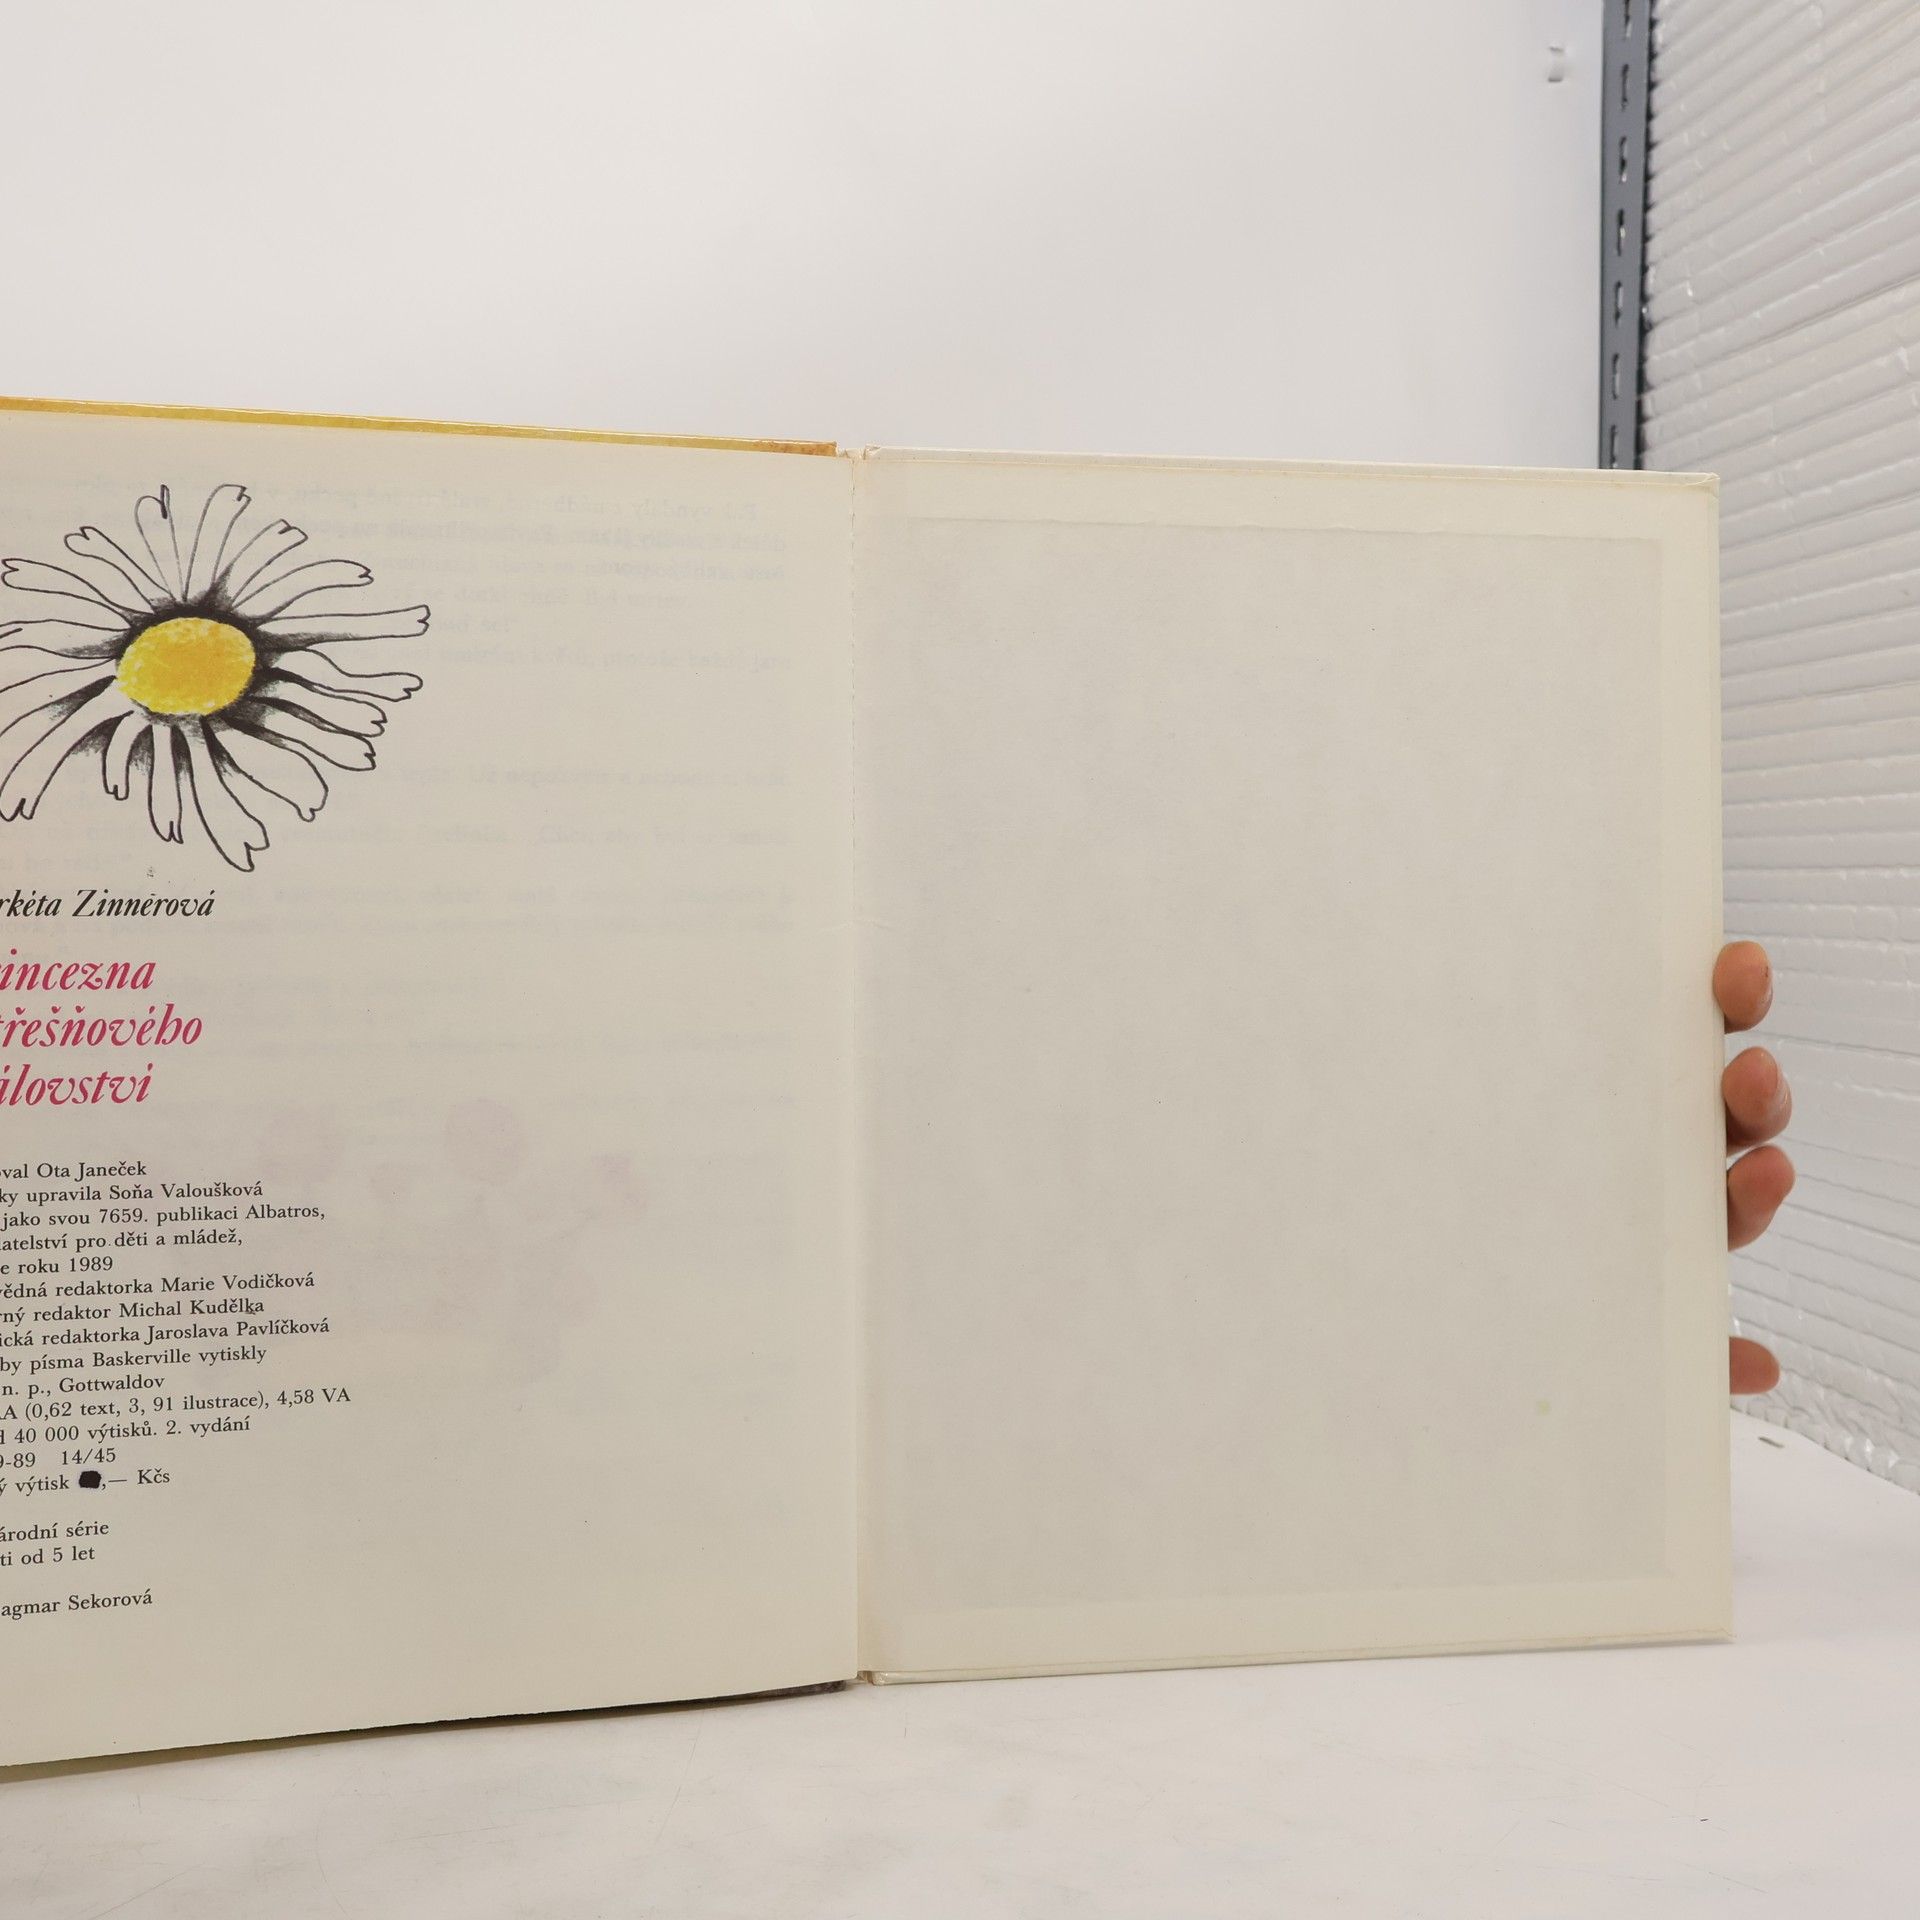 rkéta Zinnerová
incezna
třešňového
álovství
oval Ota Janeček
ky upravila Soňa Valoušková
jako svou 7659. publikaci Albatros,
atelství pro děti a mládež,
e roku 1989
vědná redaktorka Marie Vodičková
rný redaktor Michal Kudělka
ická redaktorka Jaroslava Pavlíčková
by písma Baskerville vytiskly
n. p., Gottwaldov
AA (0,62 text, 3, 91 ilustrace), 4,58 VA
d 40 000 výtisků. 2. vydání
9-89 14/45
ý výtisk ,— Kčs
árodní série
ti od 5 let
agmar Sekorová